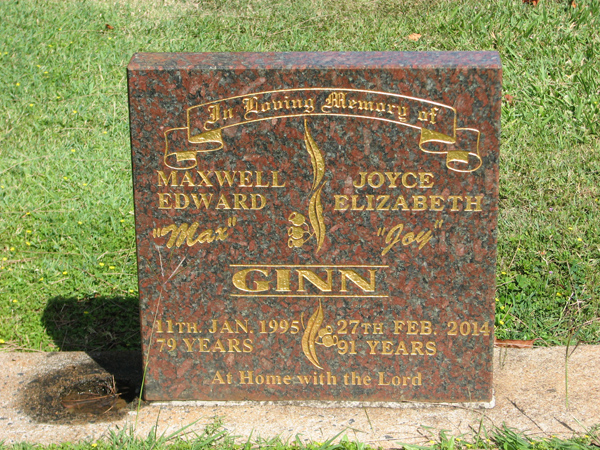 In Loving Memory of
MAXWELL EDWARD
"Max"
JOYCE ELIZABETH
"Joy"
GINN
11TH. JAN. 1995
79 YEARS
27TH FEB. 2014
91 YEARS
At Home with the Lord